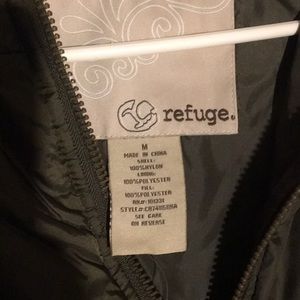 refuge.
M
MADE IN CHINA
SHELL:
100%NYLON
LINING:
100%POLYESTER
FILL:
100%POLYESTER
SEE CARE
ON REVERSE